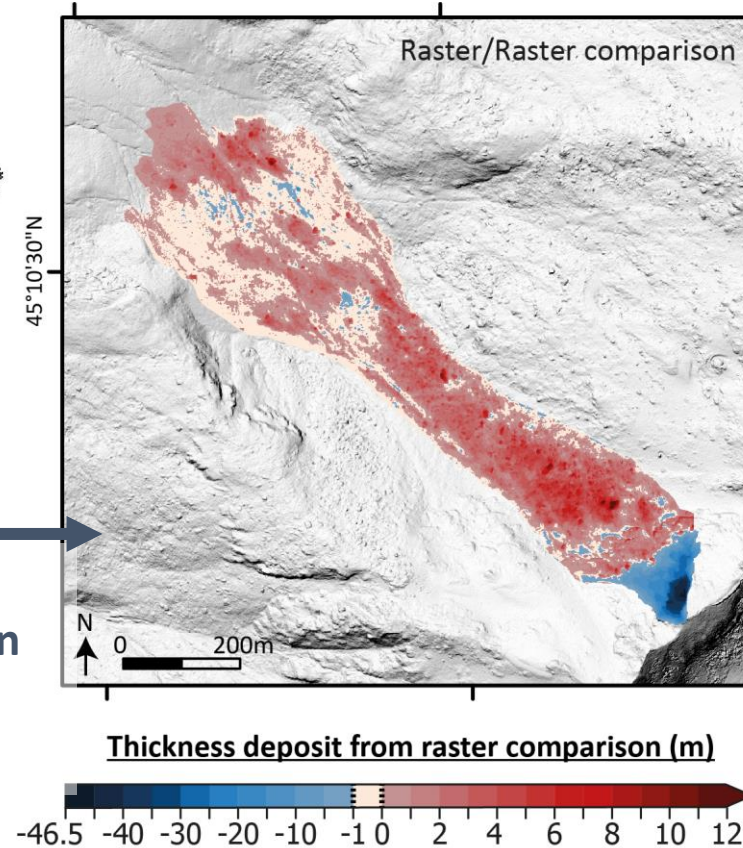 Raster/Raster comparison
*
45°10'30"N
n
N
0 200m
Thickness deposit from raster comparison (m)
-46.5 -40 -30 -20 -10 -1 0 2 4 6 8 10 12